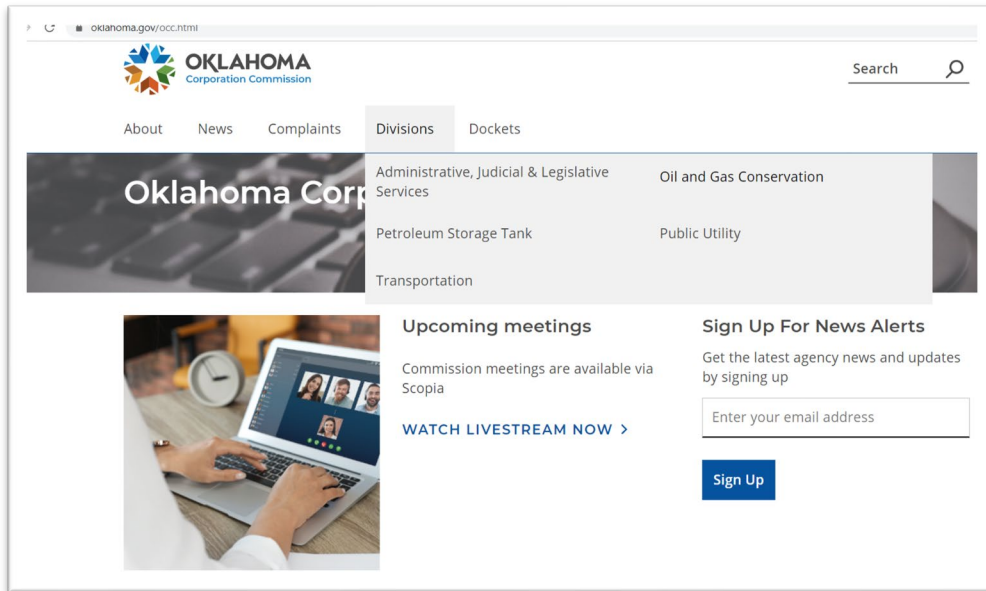 oklahoma.gov/occ.html
OKLAHOMA
Corporation Commission
Search
About News Complaints Divisions Dockets
Oklahoma Corp
Administrative, Judicial & Legislative
Services
Oil and Gas Conservation
Petroleum Storage Tank
Public Utility
Transportation
Upcoming meetings
Commission meetings are available via
Scopia
WATCH LIVESTREAM NOW >
Sign Up For News Alerts
Get the latest agency news and updates
by signing up
Enter your email address
Sign Up